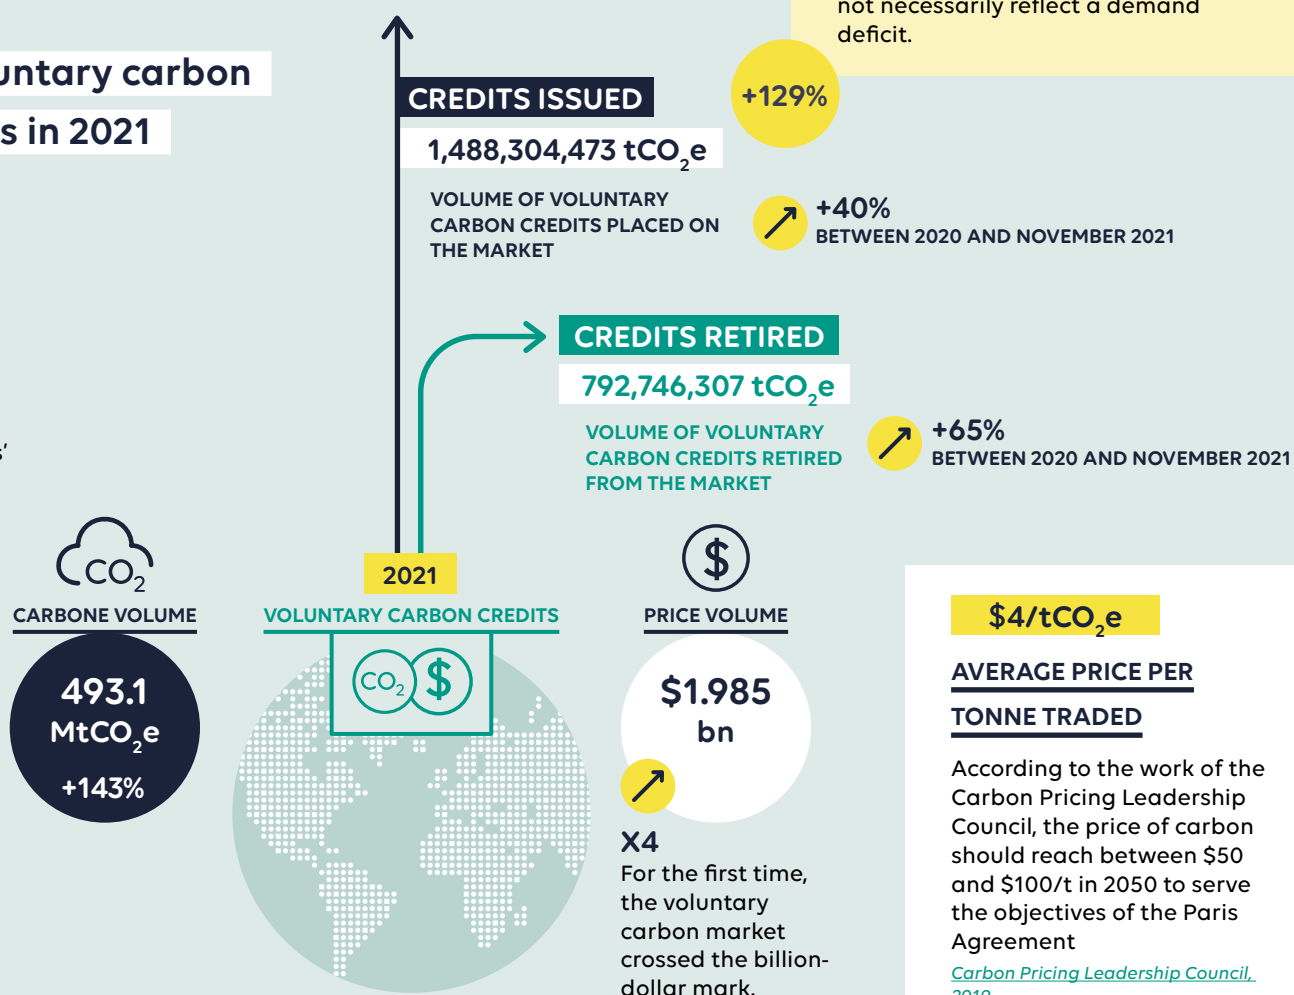 not necessarily reflect a demand
deficit.
carbon
in 2021
+129%
CREDITS ISSUED
1,488,304,473 tCO₂e
VOLUME OF VOLUNTARY
CARBON CREDITS PLACED ON
THE MARKET
+40%
BETWEEN 2020 AND NOVEMBER 2021
CREDITS RETIRED
792,746,307 tCO₂e
VOLUME OF VOLUNTARY
CARBON CREDITS RETIRED
FROM THE MARKET
+65%
BETWEEN 2020 AND NOVEMBER 2021
CO₂
CARBONE VOLUME
493.1
MtCO₂e
+143%
2021
VOLUNTARY CARBON CREDITS
CO₂ $
$
PRICE VOLUME
$1.985
bn
X4
For the first time,
the voluntary
carbon market
crossed the billion-
dollar mark.
$4/tCO₂e
AVERAGE PRICE PER
TONNE TRADED
According to the work of the
Carbon Pricing Leadership
Council, the price of carbon
should reach between $50
and $100/t in 2050 to serve
the objectives of the Paris
Agreement
Carbon Pricing Leadership Council,